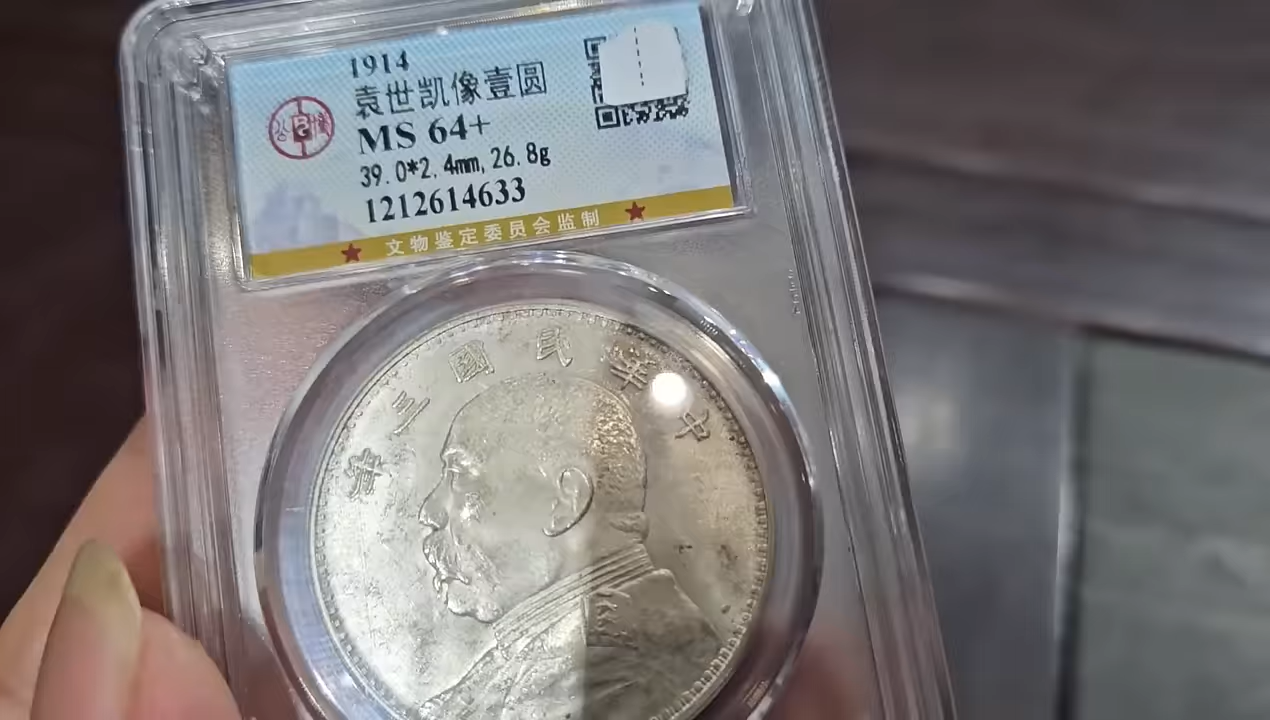 1914
袁世凯像壹圆
MS 64+
39.0*2.4mm,26.8g
1212614633
文物鉴定委员会监制
年三國民華中